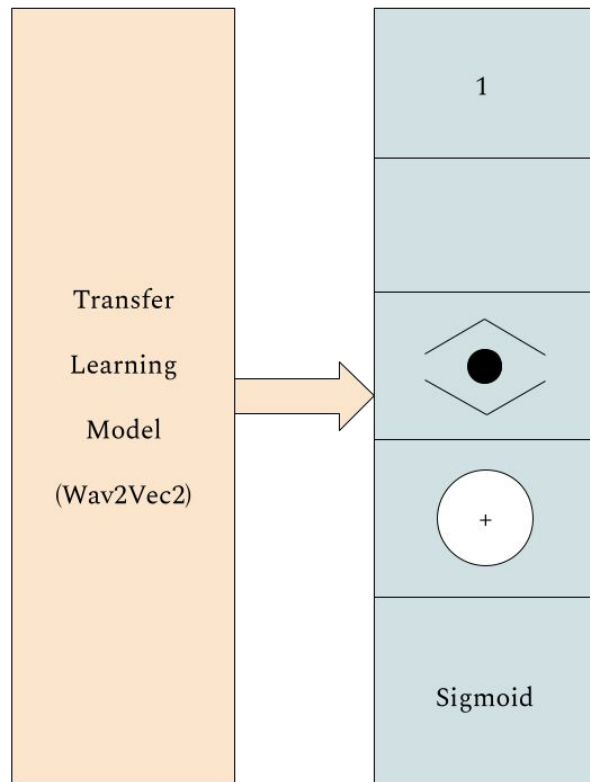 Transfer
Learning
Model
(Wav2Vec2)
1
+
Sigmoid